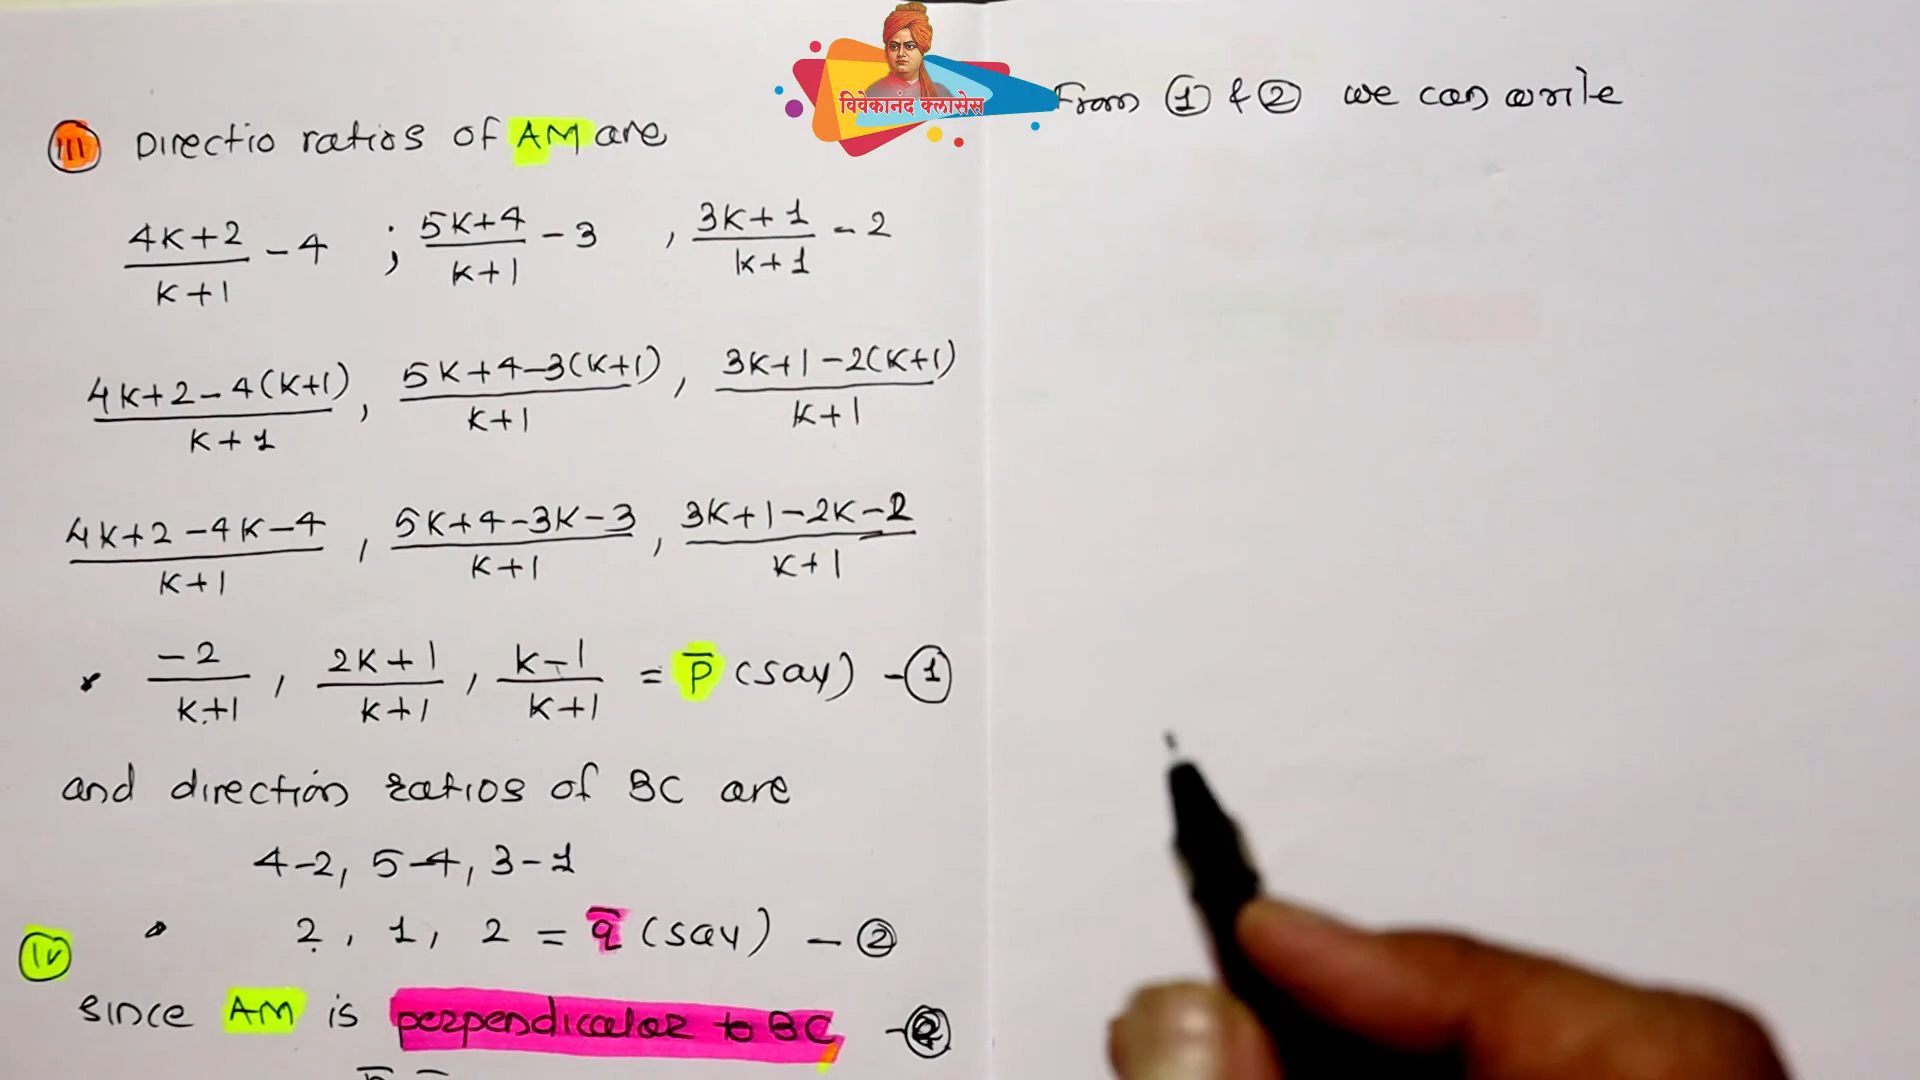 विवेकानंद क्लासेस
III Directio ratios of AM are
4K+2/K+1 - 4 ; 5K+4/K+1 - 3 , 3K+1/K+1 - 2
4K+2-4(K+1)/K+1 , 5K+4-3(K+1)/K+1 , 3K+1-2(K+1)/K+1
4K+2-4K-4/K+1 , 5K+4-3K-3/K+1 , 3K+1-2K-2/K+1
-2/K+1 , 2K+1/K+1 , K-1/K+1 = p̅ (say) - ①
and direction ratios of BC are
4-2, 5-4, 3-1
2, 1, 2 = q̅ (say) - ②
IV
since AM is perpendicular to BC
From ① & ② we can write